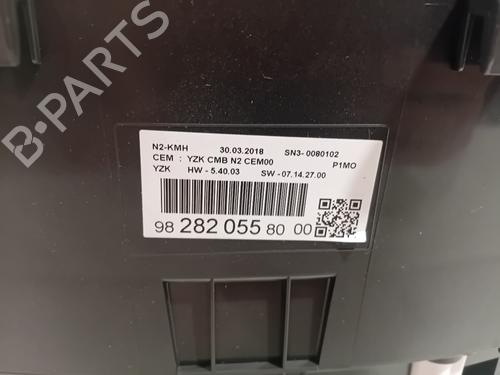 N2-KMH 30.03.2018 SN3- 0080102
CEM : YZK CMB N2 CEM00 P1MO
YZK HW - 5.40.03 SW - 07.14.27.00
98 282 055 80 00
B-PARTS